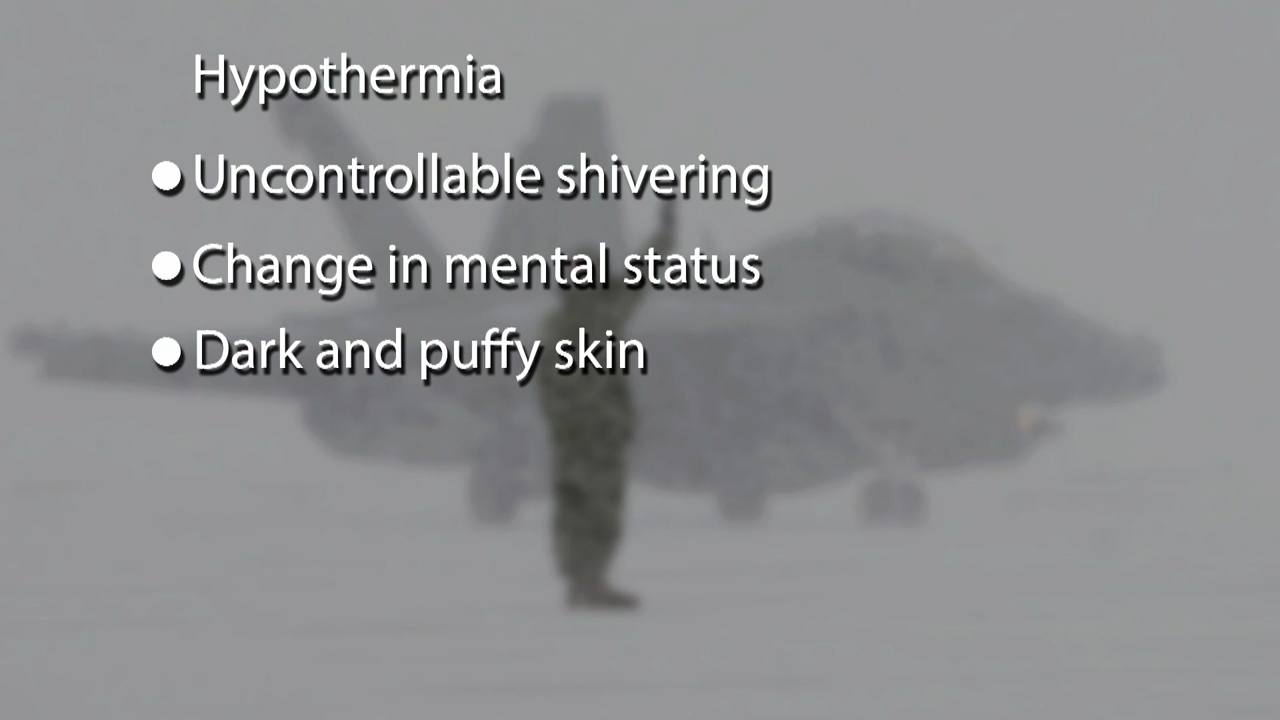 Hypothermia
● Uncontrollable shivering
● Change in mental status
● Dark and puffy skin